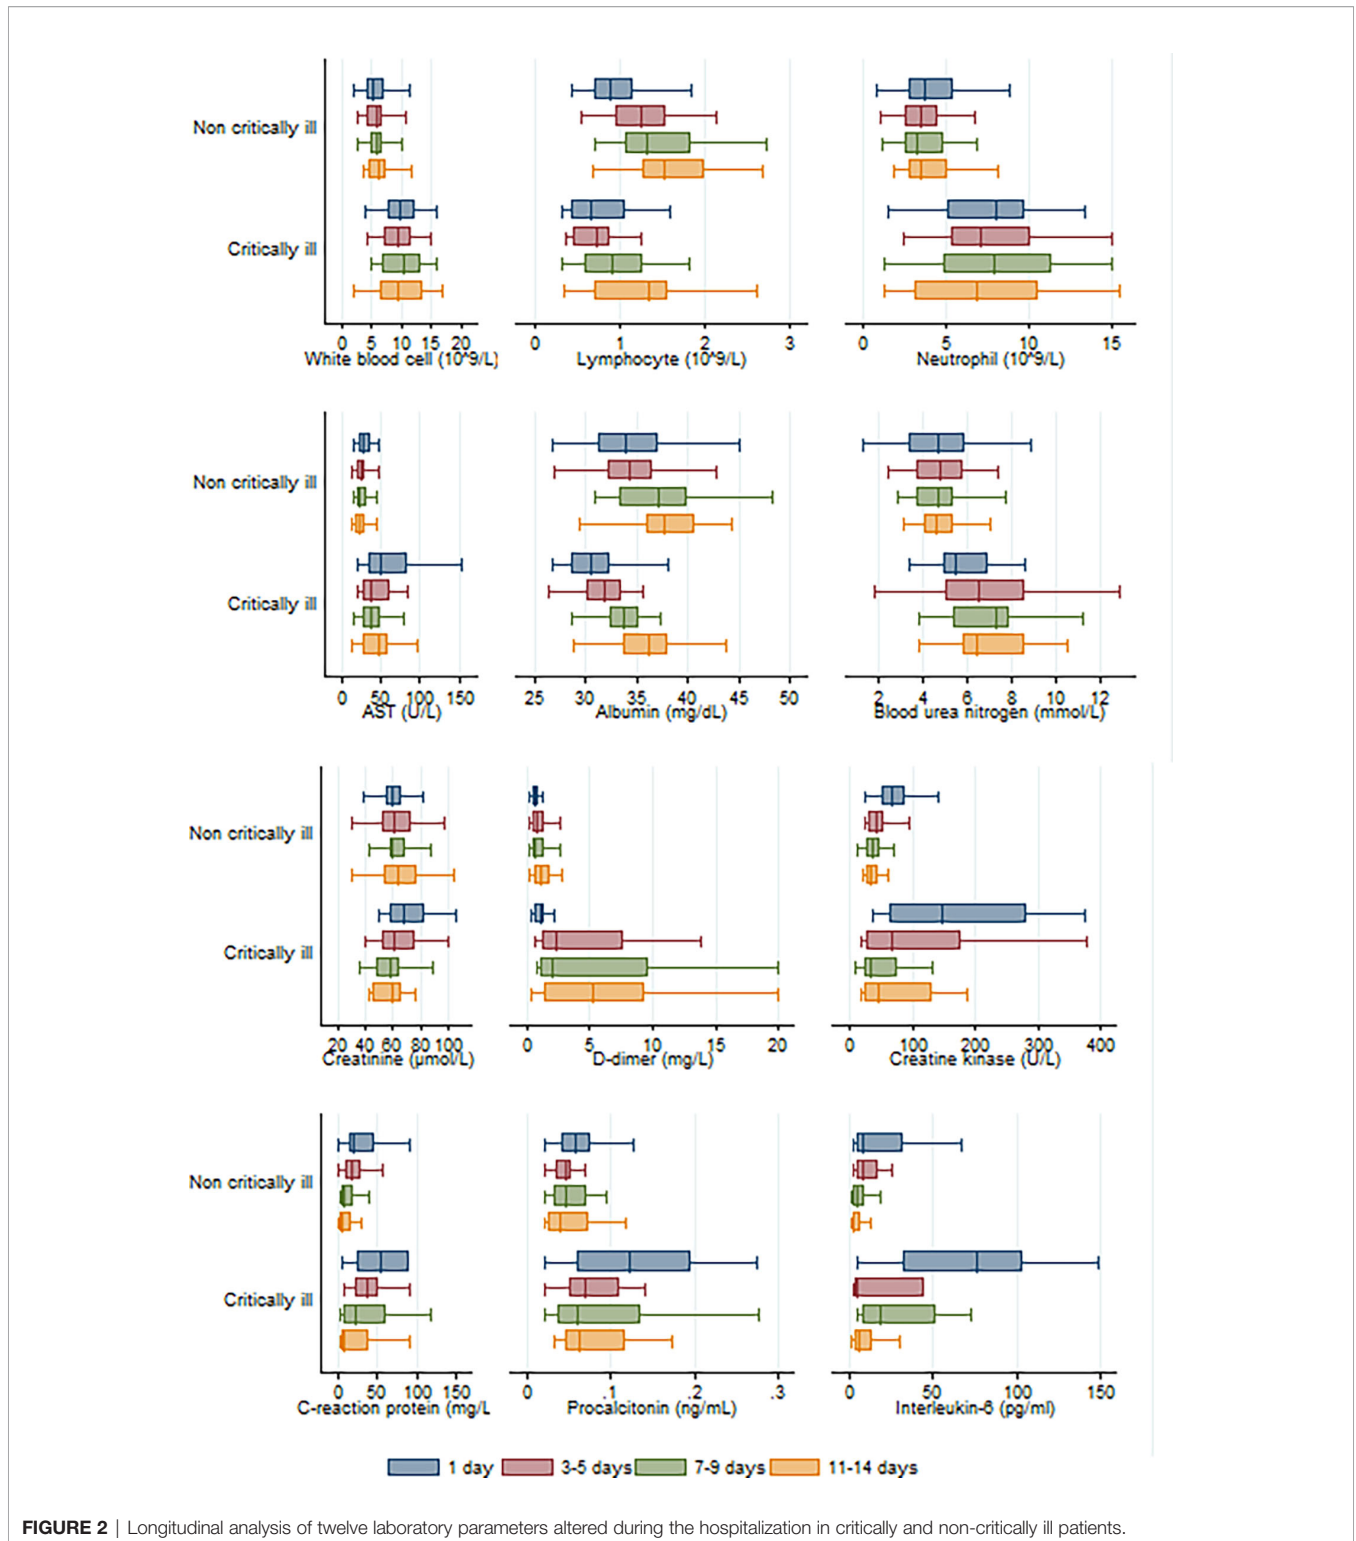 Non critically ill
Critically ill
0 5 10 15 20
White blood cell (10^9/L)
0 1 2 3
Lymphocyte (10^9/L)
0 5 10 15
Neutrophil (10^9/L)
Non critically ill
Critically ill
0 50 100 150
AST (U/L)
25 30 35 40 45 50
Albumin (mg/dL)
2 4 6 8 10 12
Blood urea nitrogen (mmol/L)
Non critically ill
Critically ill
20 40 60 80 100
Creatinine (μmol/L)
0 5 10 15 20
D-dimer (mg/L)
0 100 200 300 400
Creatine kinase (U/L)
Non critically ill
Critically ill
0 50 100 150
C-reaction protein (mg/L
0 .1 .2 .3
Procalcitonin (ng/mL)
0 50 100 150
Interleukin-6 (pg/ml)
1 day 3-5 days 7-9 days 11-14 days
FIGURE 2 | Longitudinal analysis of twelve laboratory parameters altered during the hospitalization in critically and non-critically ill patients.